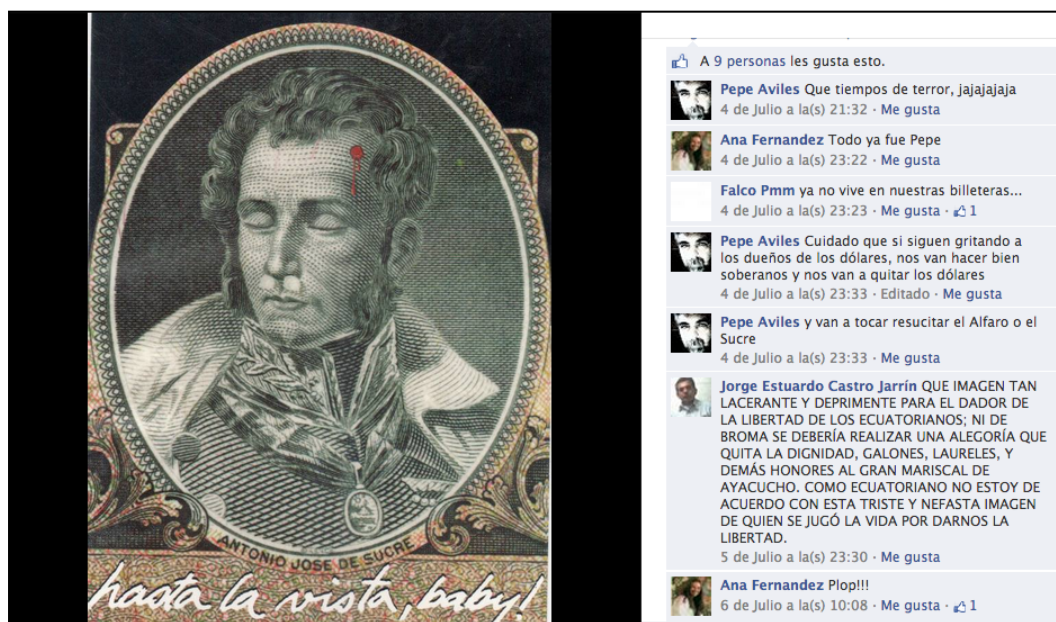 ANTONIO JOSE DE SUCRE
hasta la vista, baby!
A 9 personas les gusta esto.
Pepe Aviles Que tiempos de terror, jajajajaja
4 de Julio a la(s) 21:32 · Me gusta
Ana Fernandez Todo ya fue Pepe
4 de Julio a la(s) 23:22 · Me gusta
Falco Pmm ya no vive en nuestras billeteras...
4 de Julio a la(s) 23:23 · Me gusta · 1
Pepe Aviles Cuidado que si siguen gritando a
los dueños de los dólares, nos van hacer bien
soberanos y nos van a quitar los dólares
4 de Julio a la(s) 23:33 · Editado · Me gusta
Pepe Aviles y van a tocar resucitar el Alfaro o el
Sucre
4 de Julio a la(s) 23:33 · Me gusta
Jorge Estuardo Castro Jarrín QUE IMAGEN TAN
LACERANTE Y DEPRIMENTE PARA EL DADOR DE
LA LIBERTAD DE LOS ECUATORIANOS; NI DE
BROMA SE DEBERÍA REALIZAR UNA ALEGORÍA QUE
QUITA LA DIGNIDAD, GALONES, LAURELES, Y
DEMÁS HONORES AL GRAN MARISCAL DE
AYACUCHO. COMO ECUATORIANO NO ESTOY DE
ACUERDO CON ESTA TRISTE Y NEFASTA IMAGEN
DE QUIEN SE JUGÓ LA VIDA POR DARNOS LA
LIBERTAD.
5 de Julio a la(s) 23:30 · Me gusta
Ana Fernandez Plop!!!
6 de Julio a la(s) 10:08 · Me gusta · 1